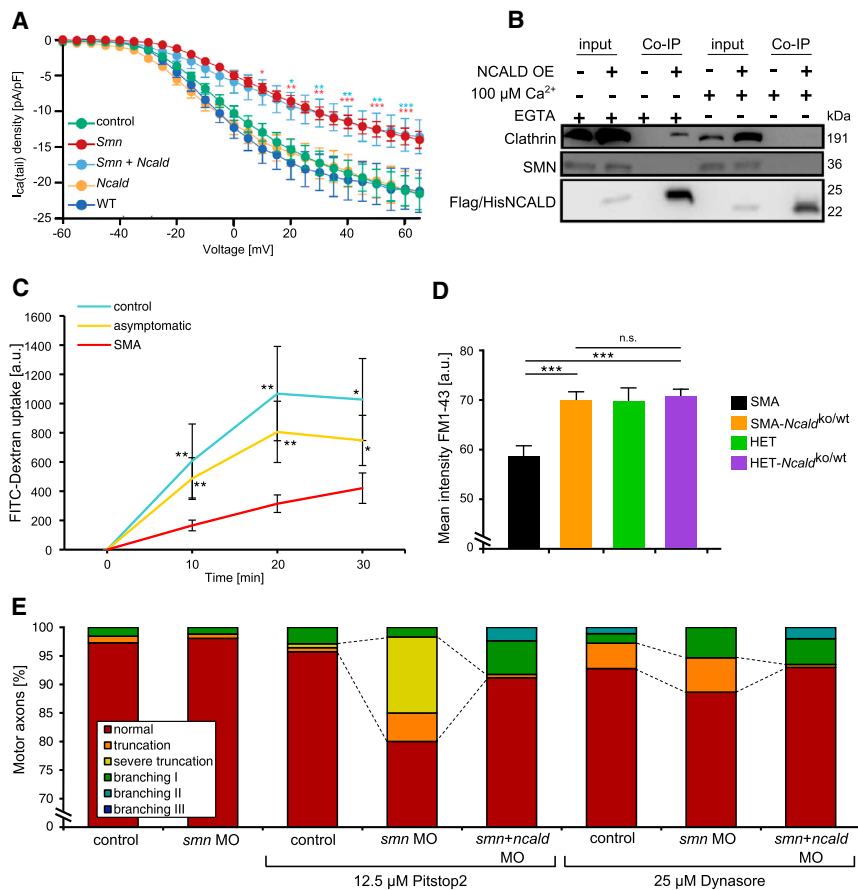 A
I_ca(tail) density [pA/pF]
0
-5
-10
-15
-20
-25
-60 -40 -20 0 20 40 60
Voltage [mV]
control
Smn
Smn + Ncald
Ncald
WT
* * ** ** ** ***
* ** *** *** *** ***
B
input Co-IP input Co-IP
NCALD OE - + - + - + - +
100 µM Ca²⁺ - - - - + + + +
EGTA + + + + - - - - kDa
Clathrin 191
SMN 36
Flag/HisNCALD 25
22
C
control
asymptomatic
SMA
FITC-Dextran uptake [a.u.]
1600
1400
1200
1000
800
600
400
200
0
** ** *
** ** *
0 10 20 30
Time [min]
D
Mean intensity FM1-43 [a.u.]
80
70
60
50
0
n.s.
***
***
SMA
SMA-Ncald ko/wt
HET
HET-Ncald ko/wt
E
Motor axons [%]
100
95
90
85
80
75
70
0
normal
truncation
severe truncation
branching I
branching II
branching III
control smn MO control smn MO smn+ncald MO control smn MO smn+ncald MO
12.5 µM Pitstop2 25 µM Dynasore